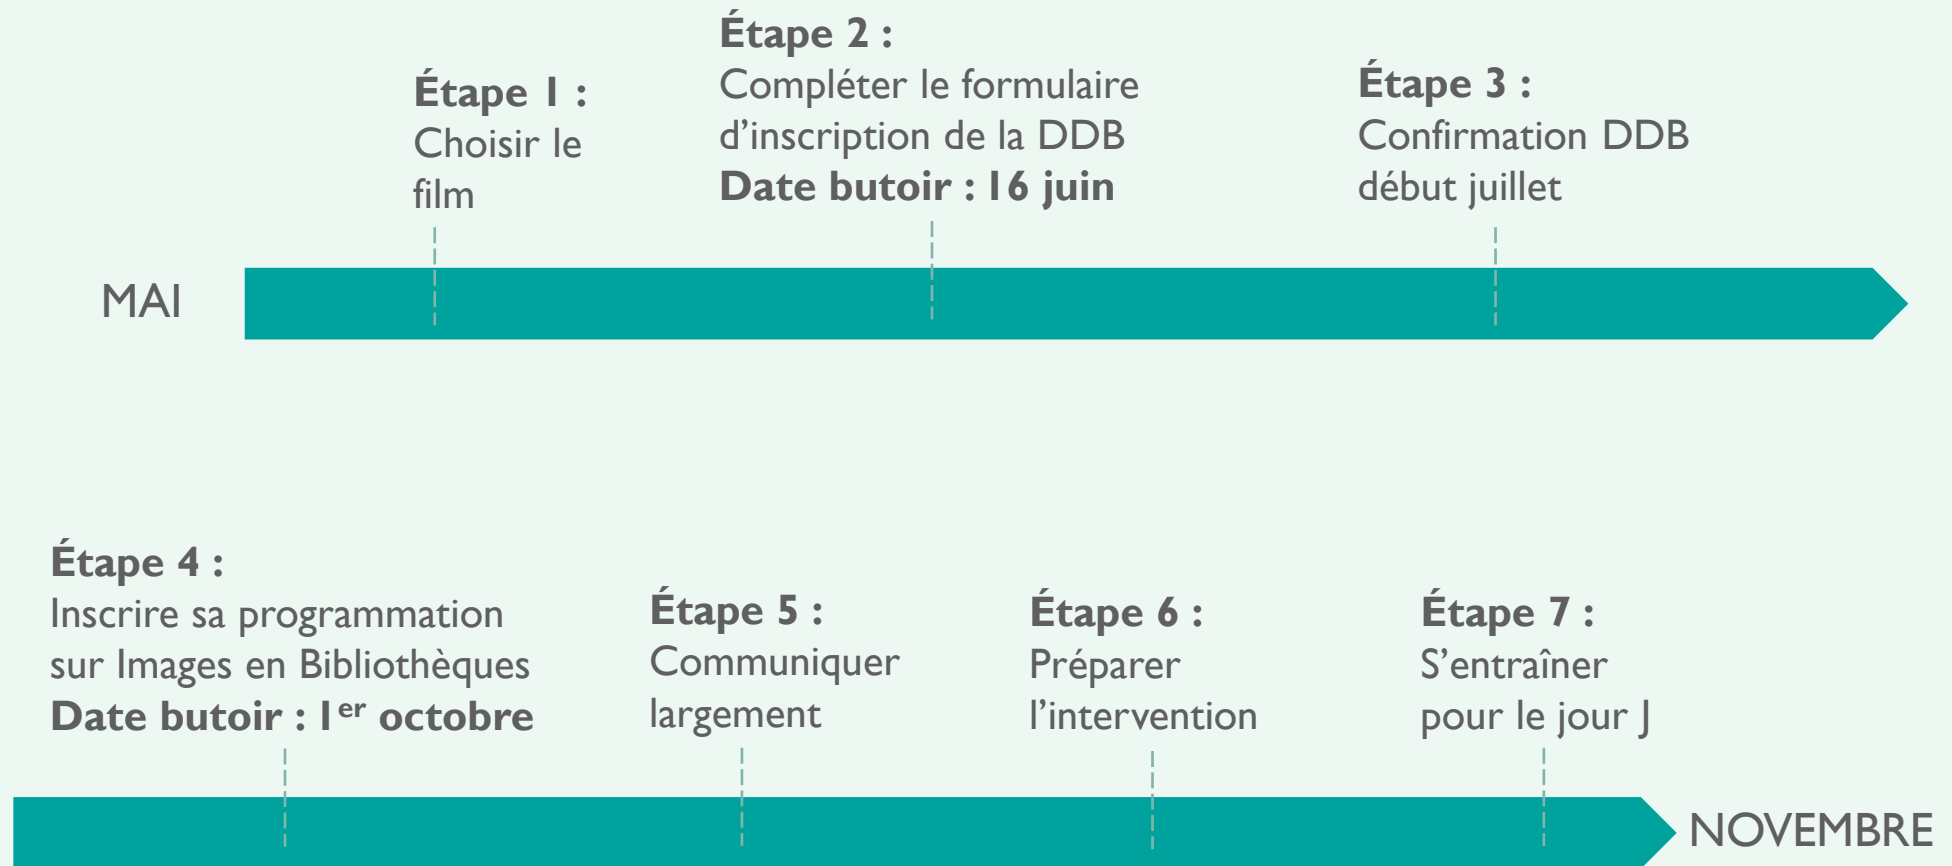 Étape 1 :
Choisir le
film
Étape 2 :
Compléter le formulaire
d’inscription de la DDB
Date butoir : 16 juin
Étape 3 :
Confirmation DDB
début juillet
MAI
Étape 4 :
Inscrire sa programmation
sur Images en Bibliothèques
Date butoir : 1er octobre
Étape 5 :
Communiquer
largement
Étape 6 :
Préparer
l’intervention
Étape 7 :
S’entraîner
pour le jour J
NOVEMBRE